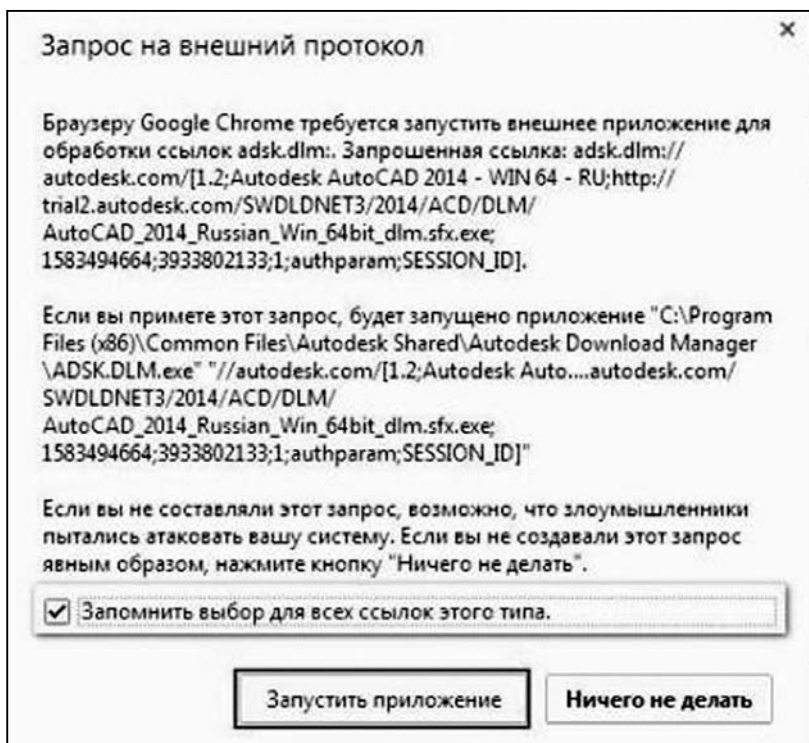 Запрос на внешний протокол
Браузеру Google Chrome требуется запустить внешнее приложение для
обработки ссылок adsk.dlm:. Запрошенная ссылка: adsk.dlm://
autodesk.com/[1.2;Autodesk AutoCAD 2014 - WIN 64 - RU;http://
trial2.autodesk.com/SWDLDNET3/2014/ACD/DLM/
AutoCAD_2014_Russian_Win_64bit_dlm.sfx.exe;
1583494664;3933802133;1;authparam;SESSION_ID].
Если вы примете этот запрос, будет запущено приложение "C:\Program
Files (x86)\Common Files\Autodesk Shared\Autodesk Download Manager
\ADSK.DLM.exe" "//autodesk.com/[1.2;Autodesk Auto....autodesk.com/
SWDLDNET3/2014/ACD/DLM/
AutoCAD_2014_Russian_Win_64bit_dlm.sfx.exe;
1583494664;3933802133;1;authparam;SESSION_ID]"
Если вы не составляли этот запрос, возможно, что злоумышленники
пытались атаковать вашу систему. Если вы не создавали этот запрос
явным образом, нажмите кнопку "Ничего не делать".
Запомнить выбор для всех ссылок этого типа.
Запустить приложение Ничего не делать